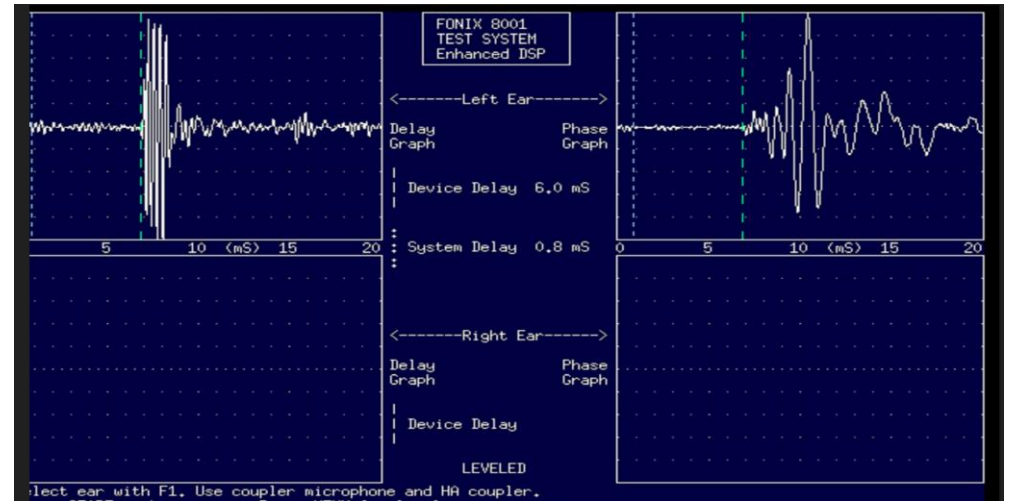 FONIX 8001
TEST SYSTEM
Enhanced DSP
<-------Left Ear------->
Delay Phase
Graph Graph
Device Delay 6.0 mS
System Delay 0.8 mS
5 10 (mS) 15 20
0 5 10 (mS) 15 20
<-------Right Ear------->
Delay Phase
Graph Graph
Device Delay
LEVELED
elect ear with F1. Use coupler microphone and HA coupler.